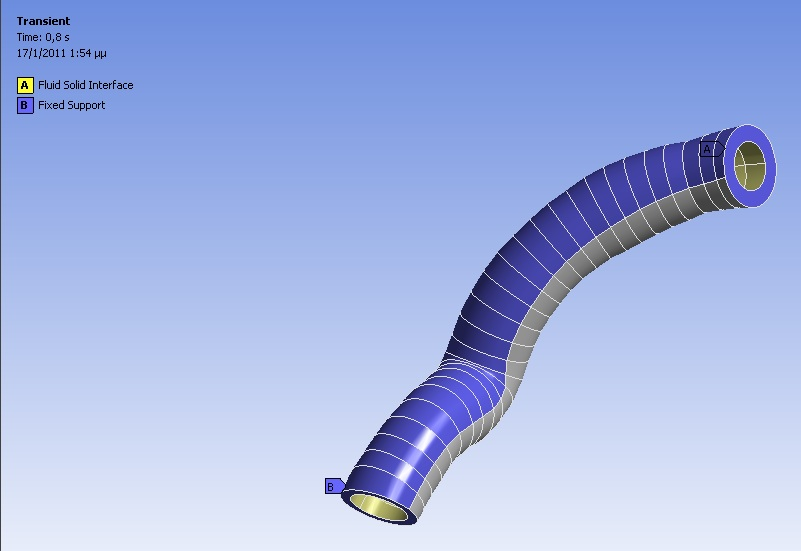 Transient
Time: 0,8 s
17/1/2011 1:54 μμ
A Fluid Solid Interface
B Fixed Support
A
B